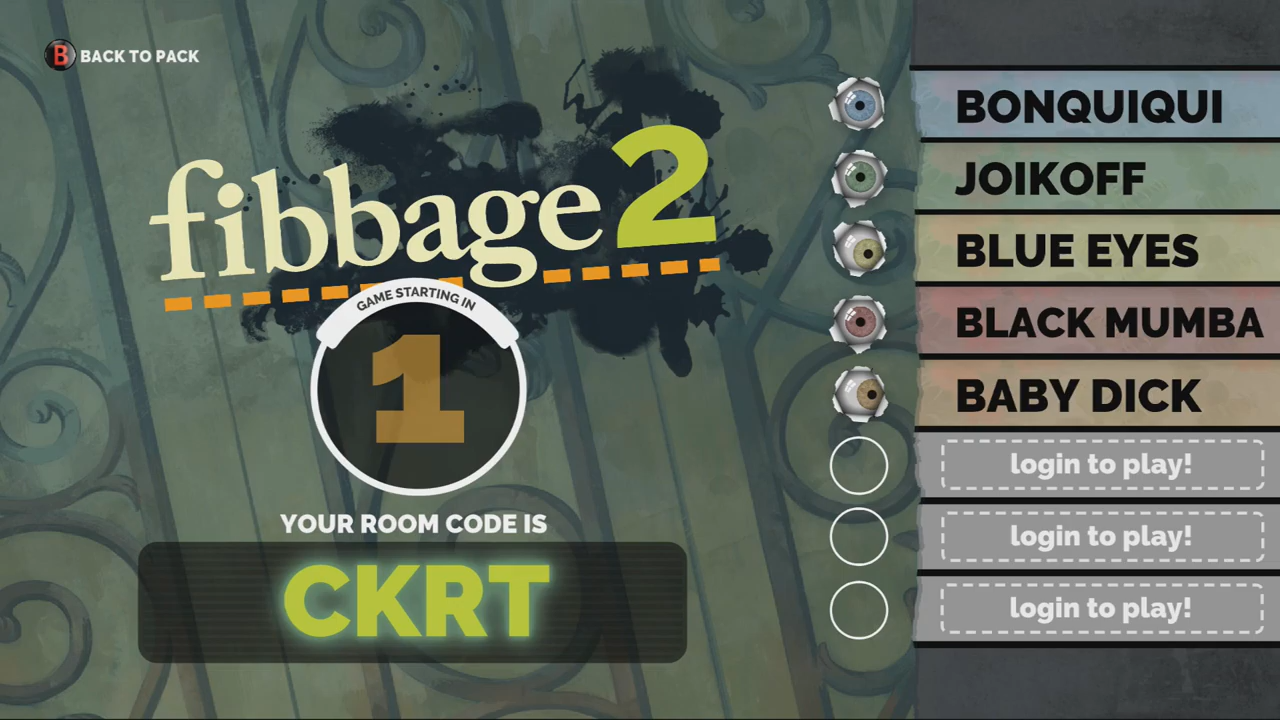 B BACK TO PACK
fibbage 2
GAME STARTING IN
1
YOUR ROOM CODE IS
CKRT
BONQUIQUI
JOIKOFF
BLUE EYES
BLACK MUMBA
BABY DICK
login to play!
login to play!
login to play!